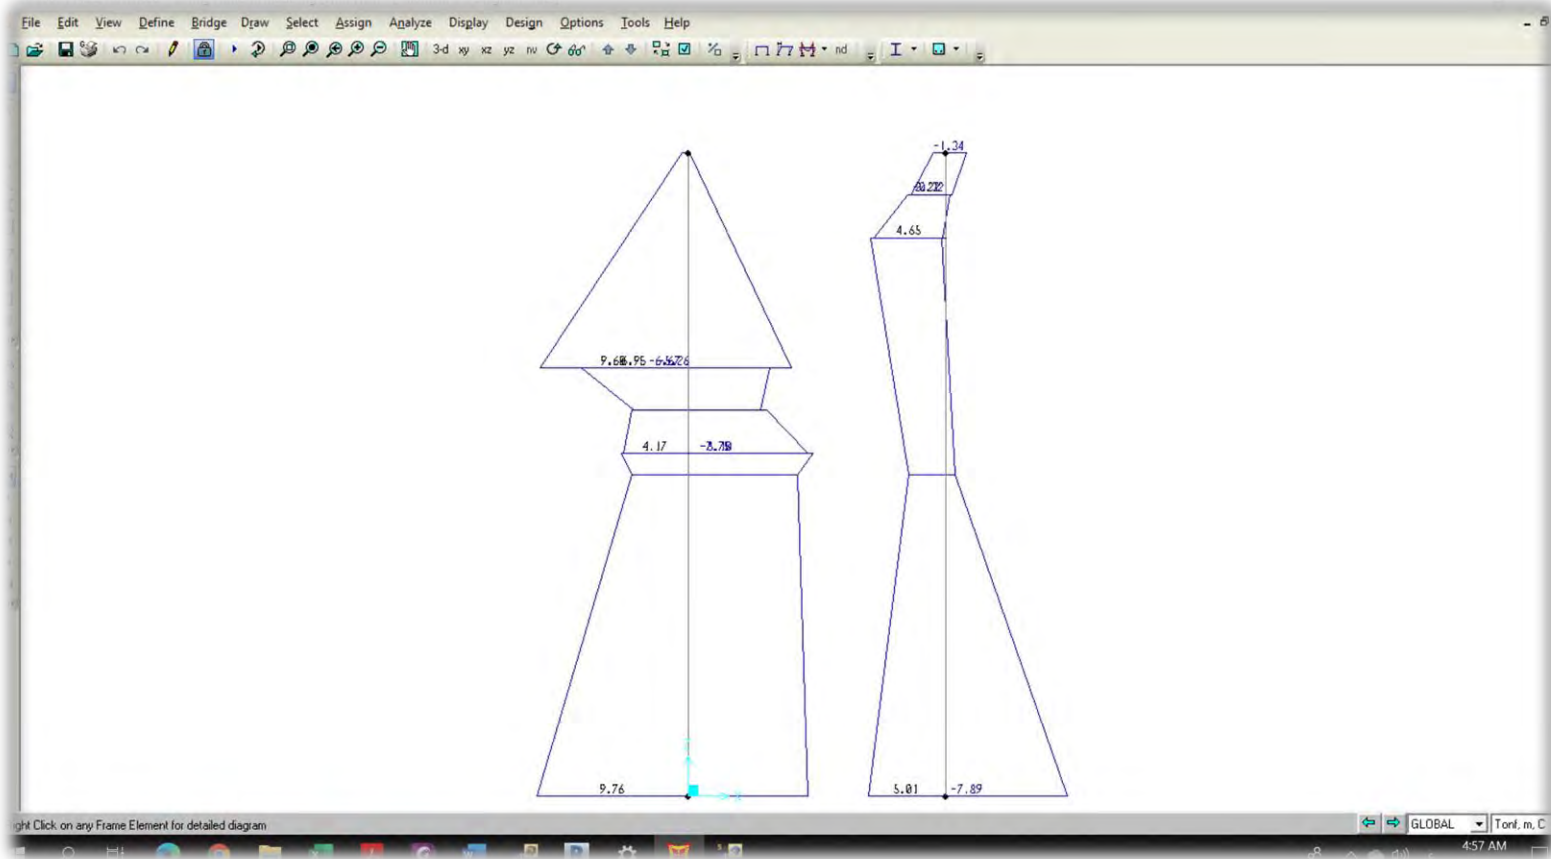 File Edit View Define Bridge Draw Select Assign Analyze Display Design Options Tools Help
3-d xy xz yz nv nd
-1.34
4.65
4.17
9.76
5.01 -7.89
ght Click on any Frame Element for detailed diagram
GLOBAL Tonf, m, C
4:57 AM